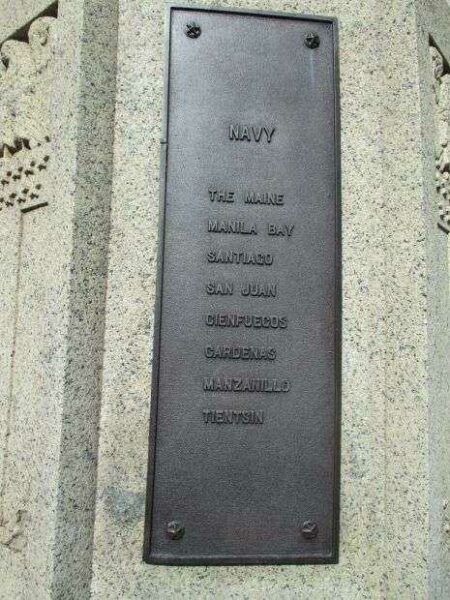 NAVY
THE MAINE
MANILA BAY
SANTIAGO
SAN JUAN
CIENFUEGOS
CARDENAS
MANZANILLO
TIENTSIN